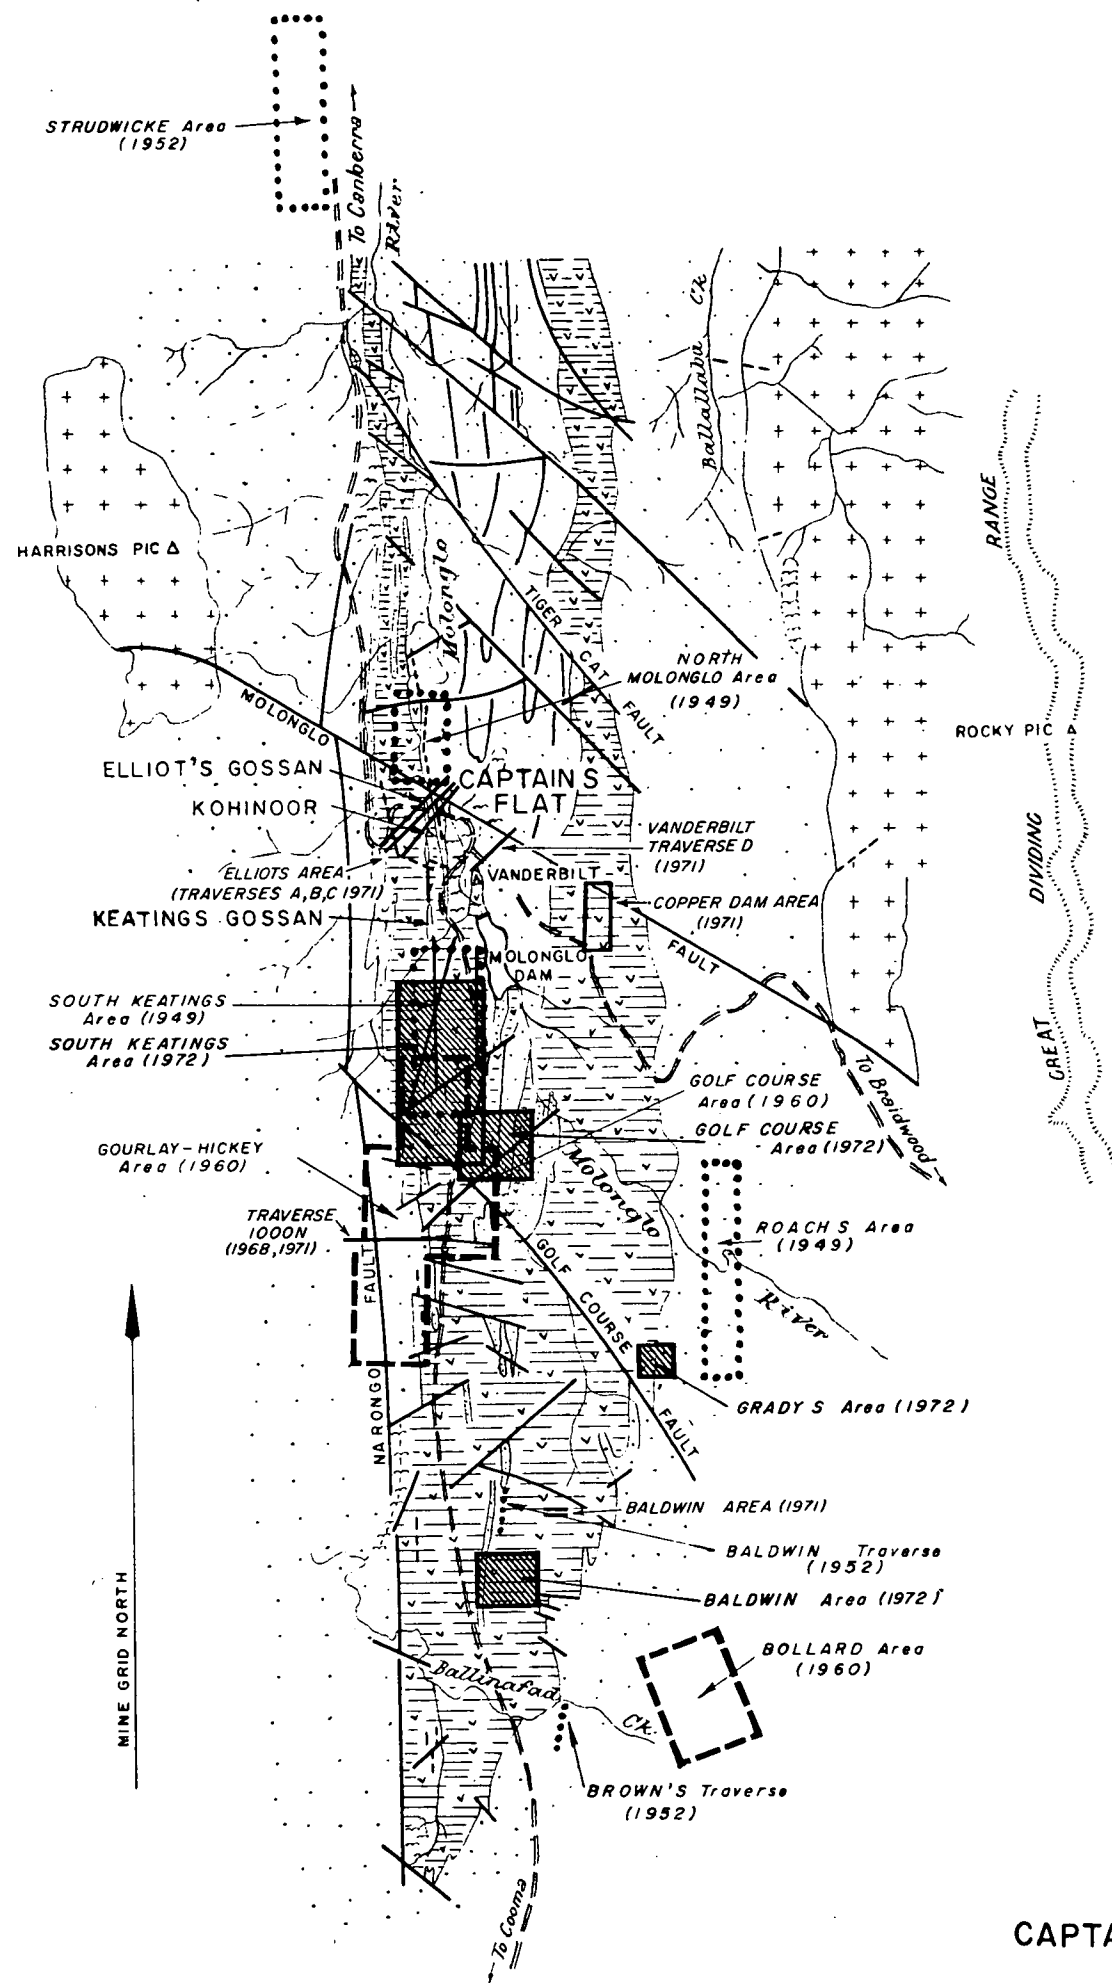 STRUDWICKE Area
(1952)
To Canberra
River
Ballallaba Ck
HARRISONS PIC
RANGE
Molonglo
TIGER
CAT
FAULT
NORTH
MOLONGLO Area
(1949)
MOLONGLO
ROCKY PIC
ELLIOT'S GOSSAN
CAPTAINS
FLAT
KOHINOOR
VANDERBILT
TRAVERSE D
(1971)
ELLIOTS AREA
(TRAVERSES A,B,C 1971)
VANDERBILT
DIVIDING
COPPER DAM AREA
(1971)
KEATINGS GOSSAN
FAULT
MOLONGLO
DAM
SOUTH KEATINGS
Area (1949)
SOUTH KEATINGS
Area (1972)
GREAT
To Braidwood
GOLF COURSE
Area (1960)
GOLF COURSE
Area (1972)
GOURLAY-HICKEY
Area (1960)
Molonglo
TRAVERSE
1000N
(1968,1971)
ROACH S Area
(1949)
FAULT
GOLF
COURSE
FAULT
River
NARONGO
GRADY S Area (1972)
BALDWIN AREA (1971)
BALDWIN Traverse
(1952)
BALDWIN Area (1972)
MINE GRID NORTH
BOLLARD Area
(1960)
Ballinafad
Ck.
BROWN'S Traverse
(1952)
To Cooma
CAPTA